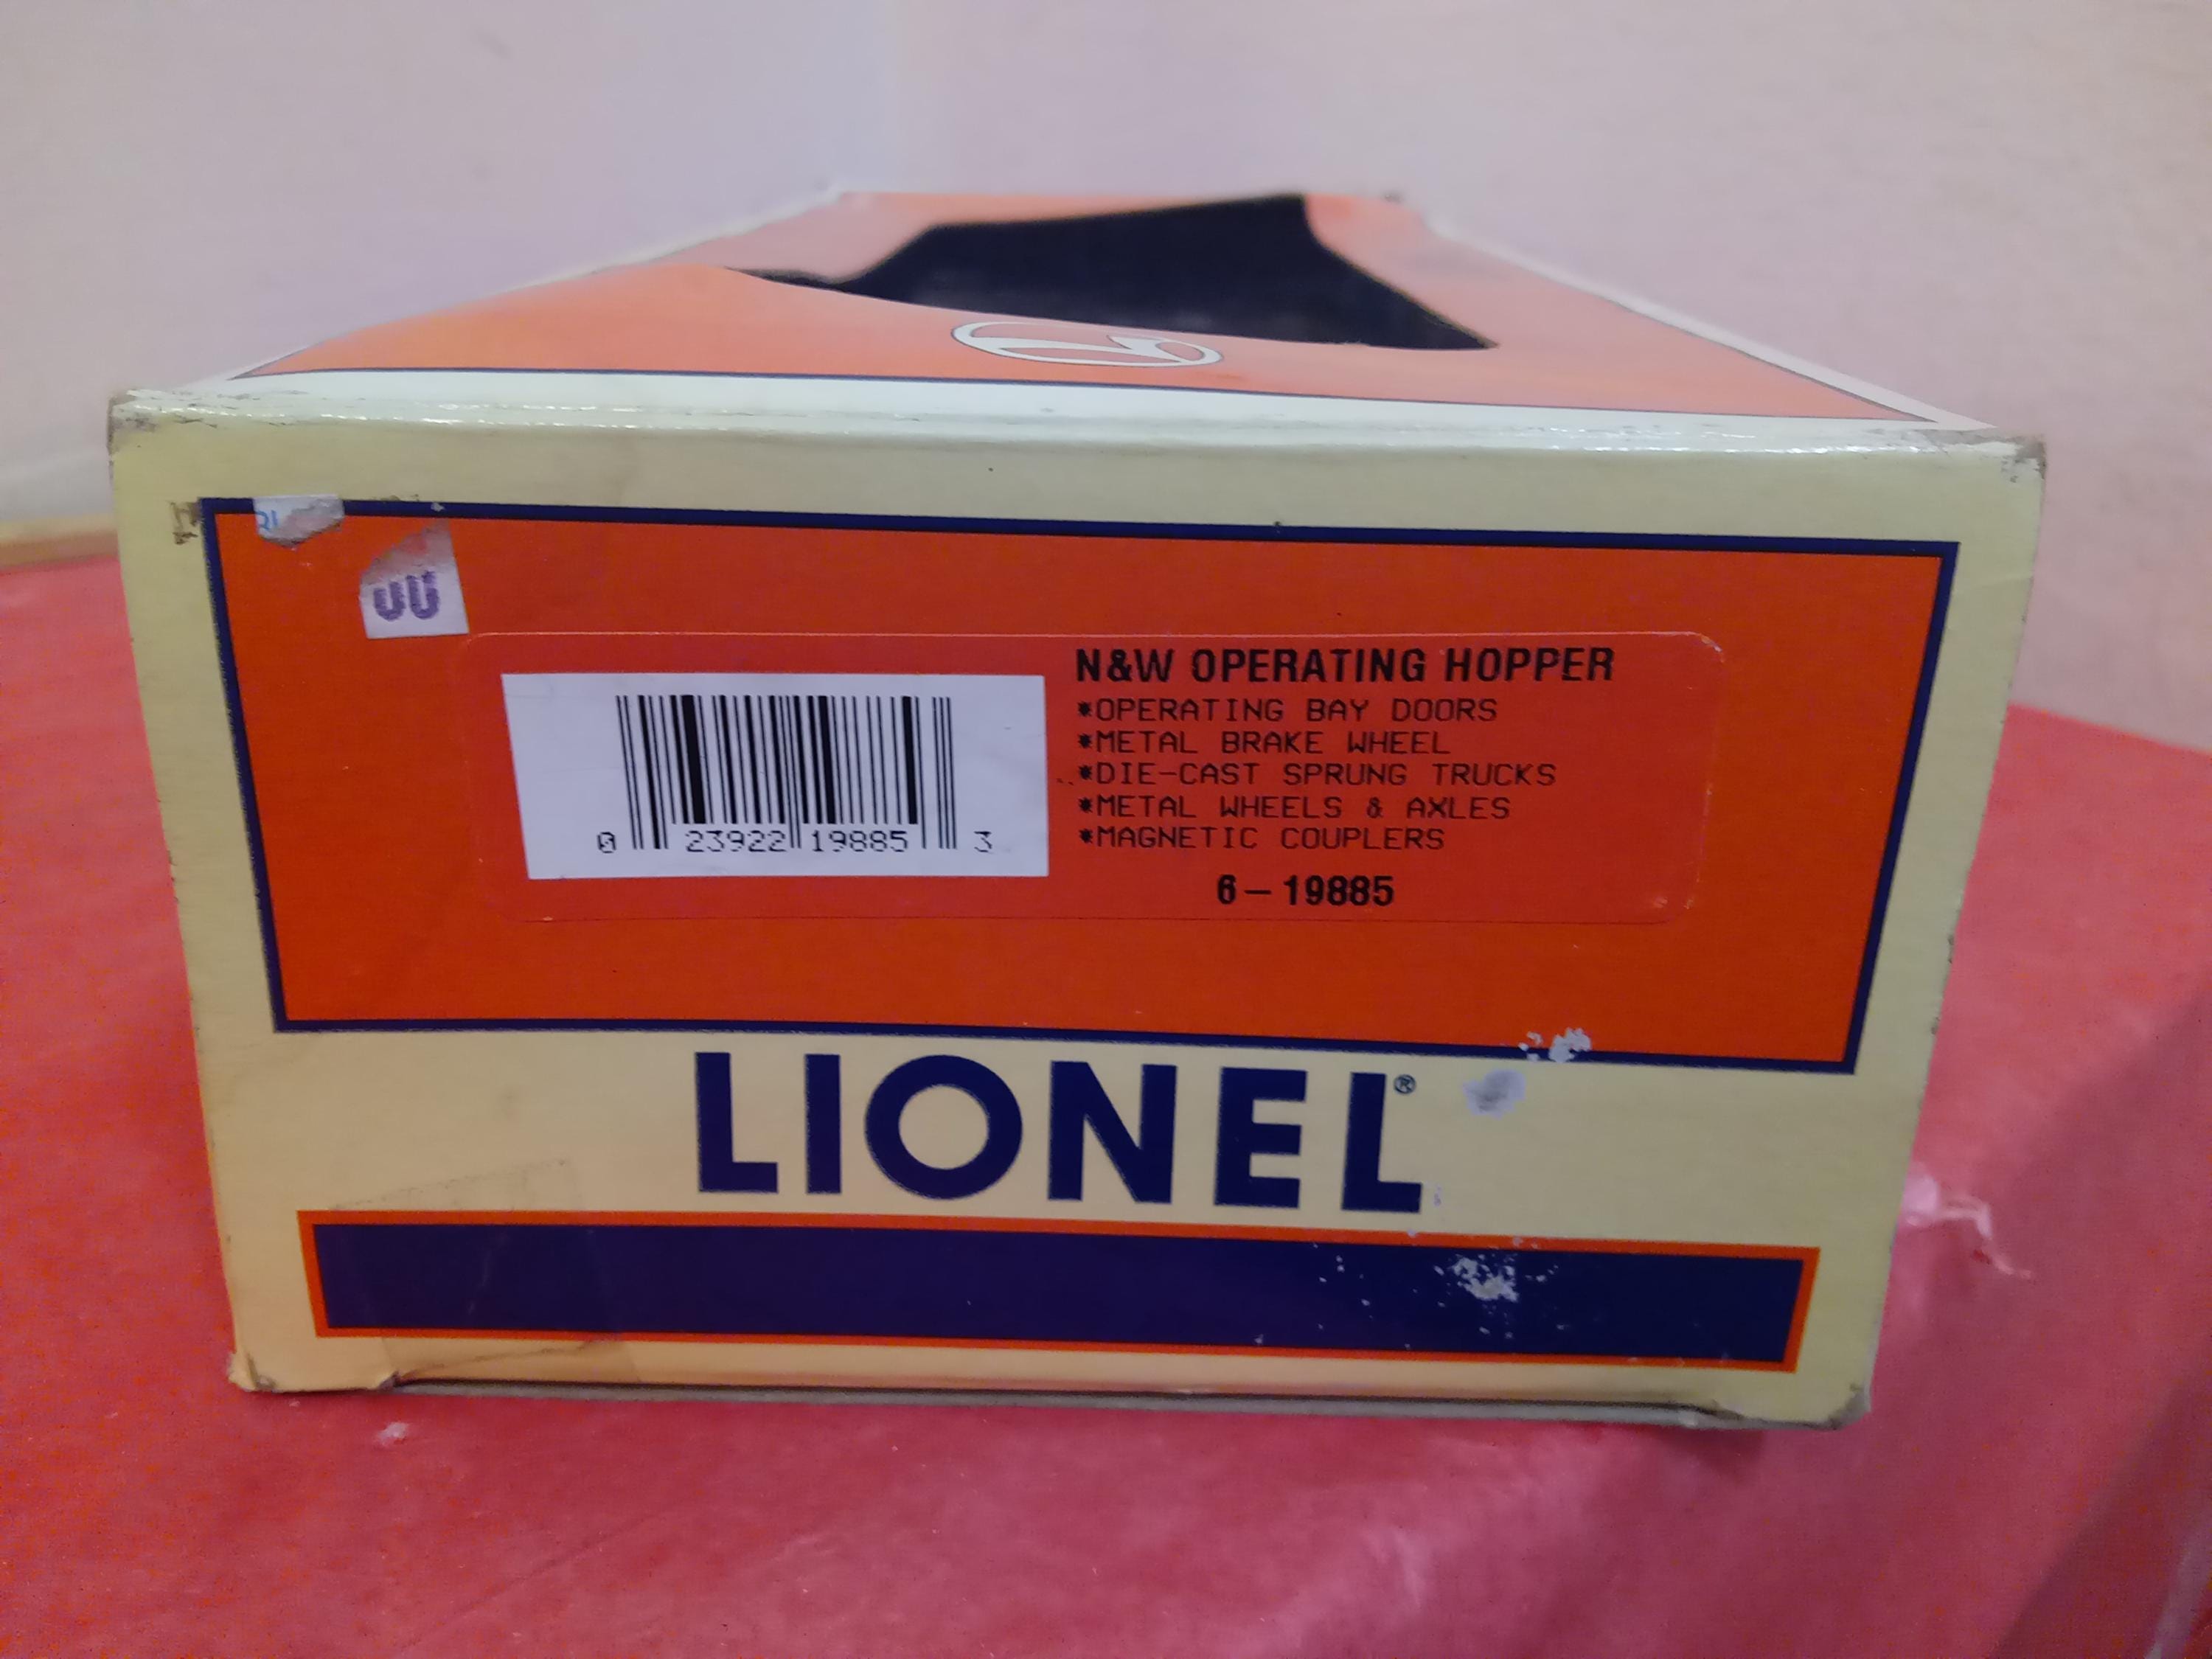 00
N&W OPERATING HOPPER
*OPERATING BAY DOORS
*METAL BRAKE WHEEL
*DIE-CAST SPRUNG TRUCKS
*METAL WHEELS & AXLES
*MAGNETIC COUPLERS
0 23922 19885 3
6-19885
LIONEL®